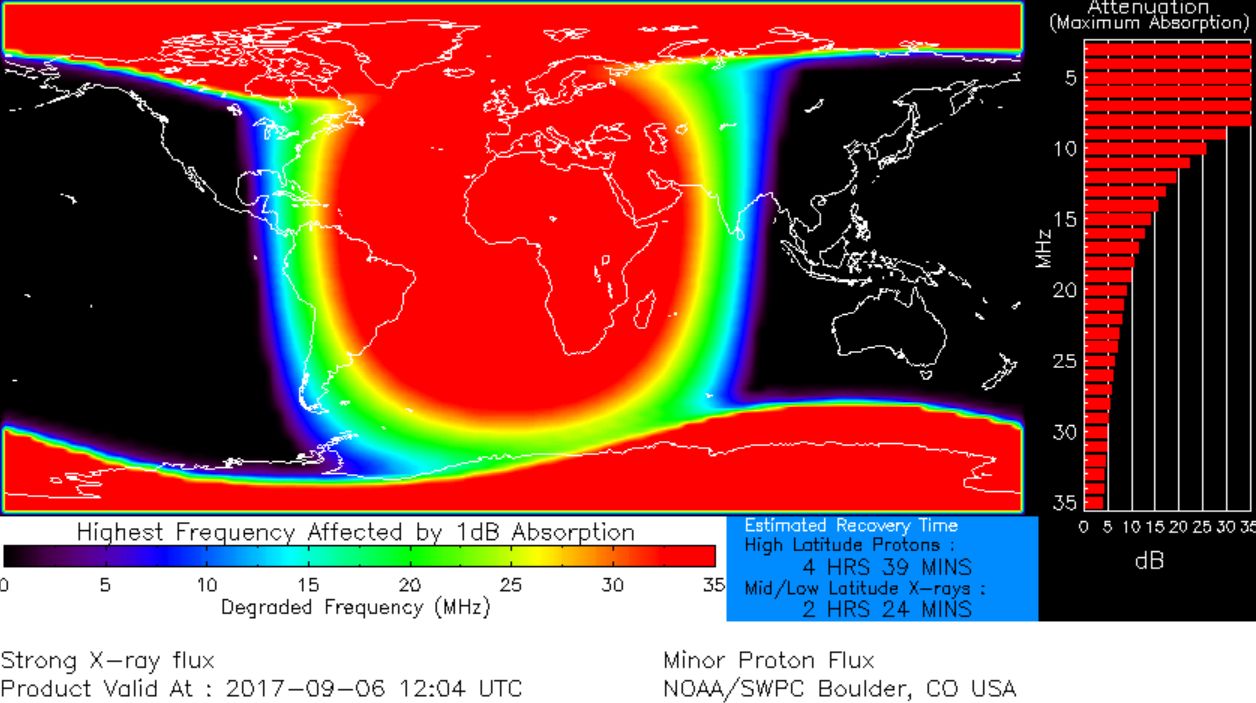 Attenuation
(Maximum Absorption)
5
10
15
20
25
30
35
MHz
0 5 10 15 20 25 30 35
dB
Highest Frequency Affected by 1dB Absorption
0 5 10 15 20 25 30 35
Degraded Frequency (MHz)
Estimated Recovery Time
High Latitude Protons :
4 HRS 39 MINS
Mid/Low Latitude X-rays :
2 HRS 24 MINS
Strong X-ray flux
Product Valid At : 2017-09-06 12:04 UTC
Minor Proton Flux
NOAA/SWPC Boulder, CO USA